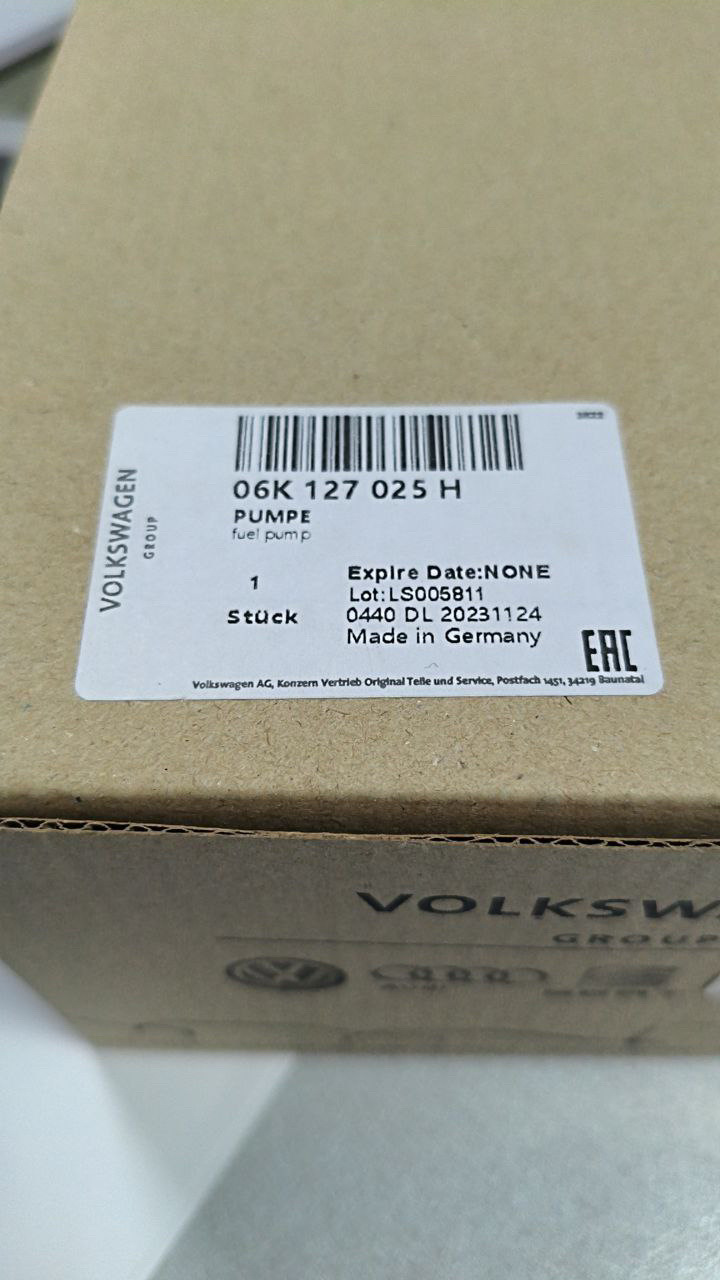 06K 127 025 H
PUMPE
fuel pump
1
Stück
Expire Date:NONE
Lot:LS005811
0440 DL 20231124
Made in Germany
EAC
Volkswagen AG, Konzern Vertrieb Original Teile und Service, Postfach 1451, 34219 Baunatal
VOLKSWAGEN
GROUP
VOLKSW
GROUP